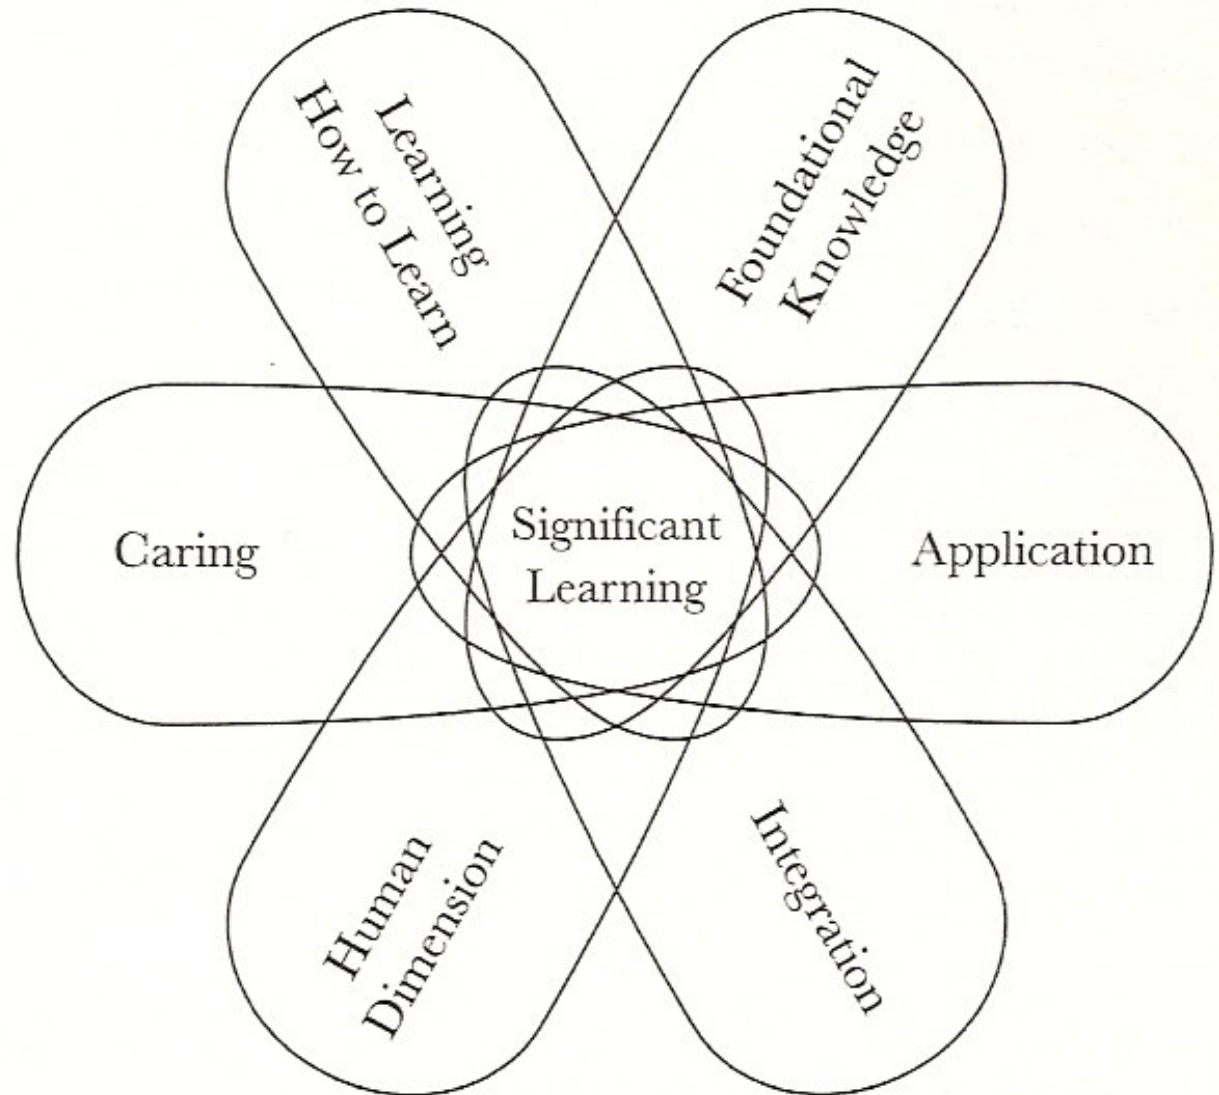 Learning
How to Learn
Foundational
Knowledge
Caring
Significant
Learning
Application
Human
Dimension
Integration